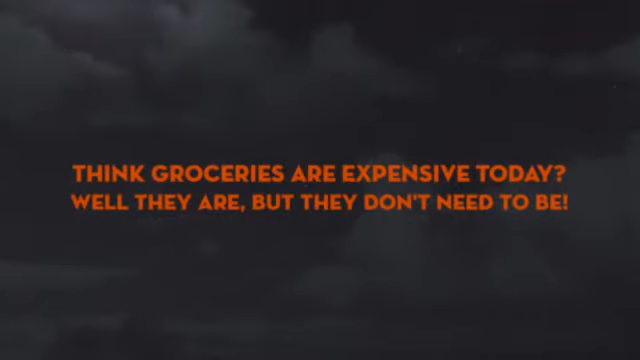 THINK GROCERIES ARE EXPENSIVE TODAY?
WELL THEY ARE, BUT THEY DON'T NEED TO BE!